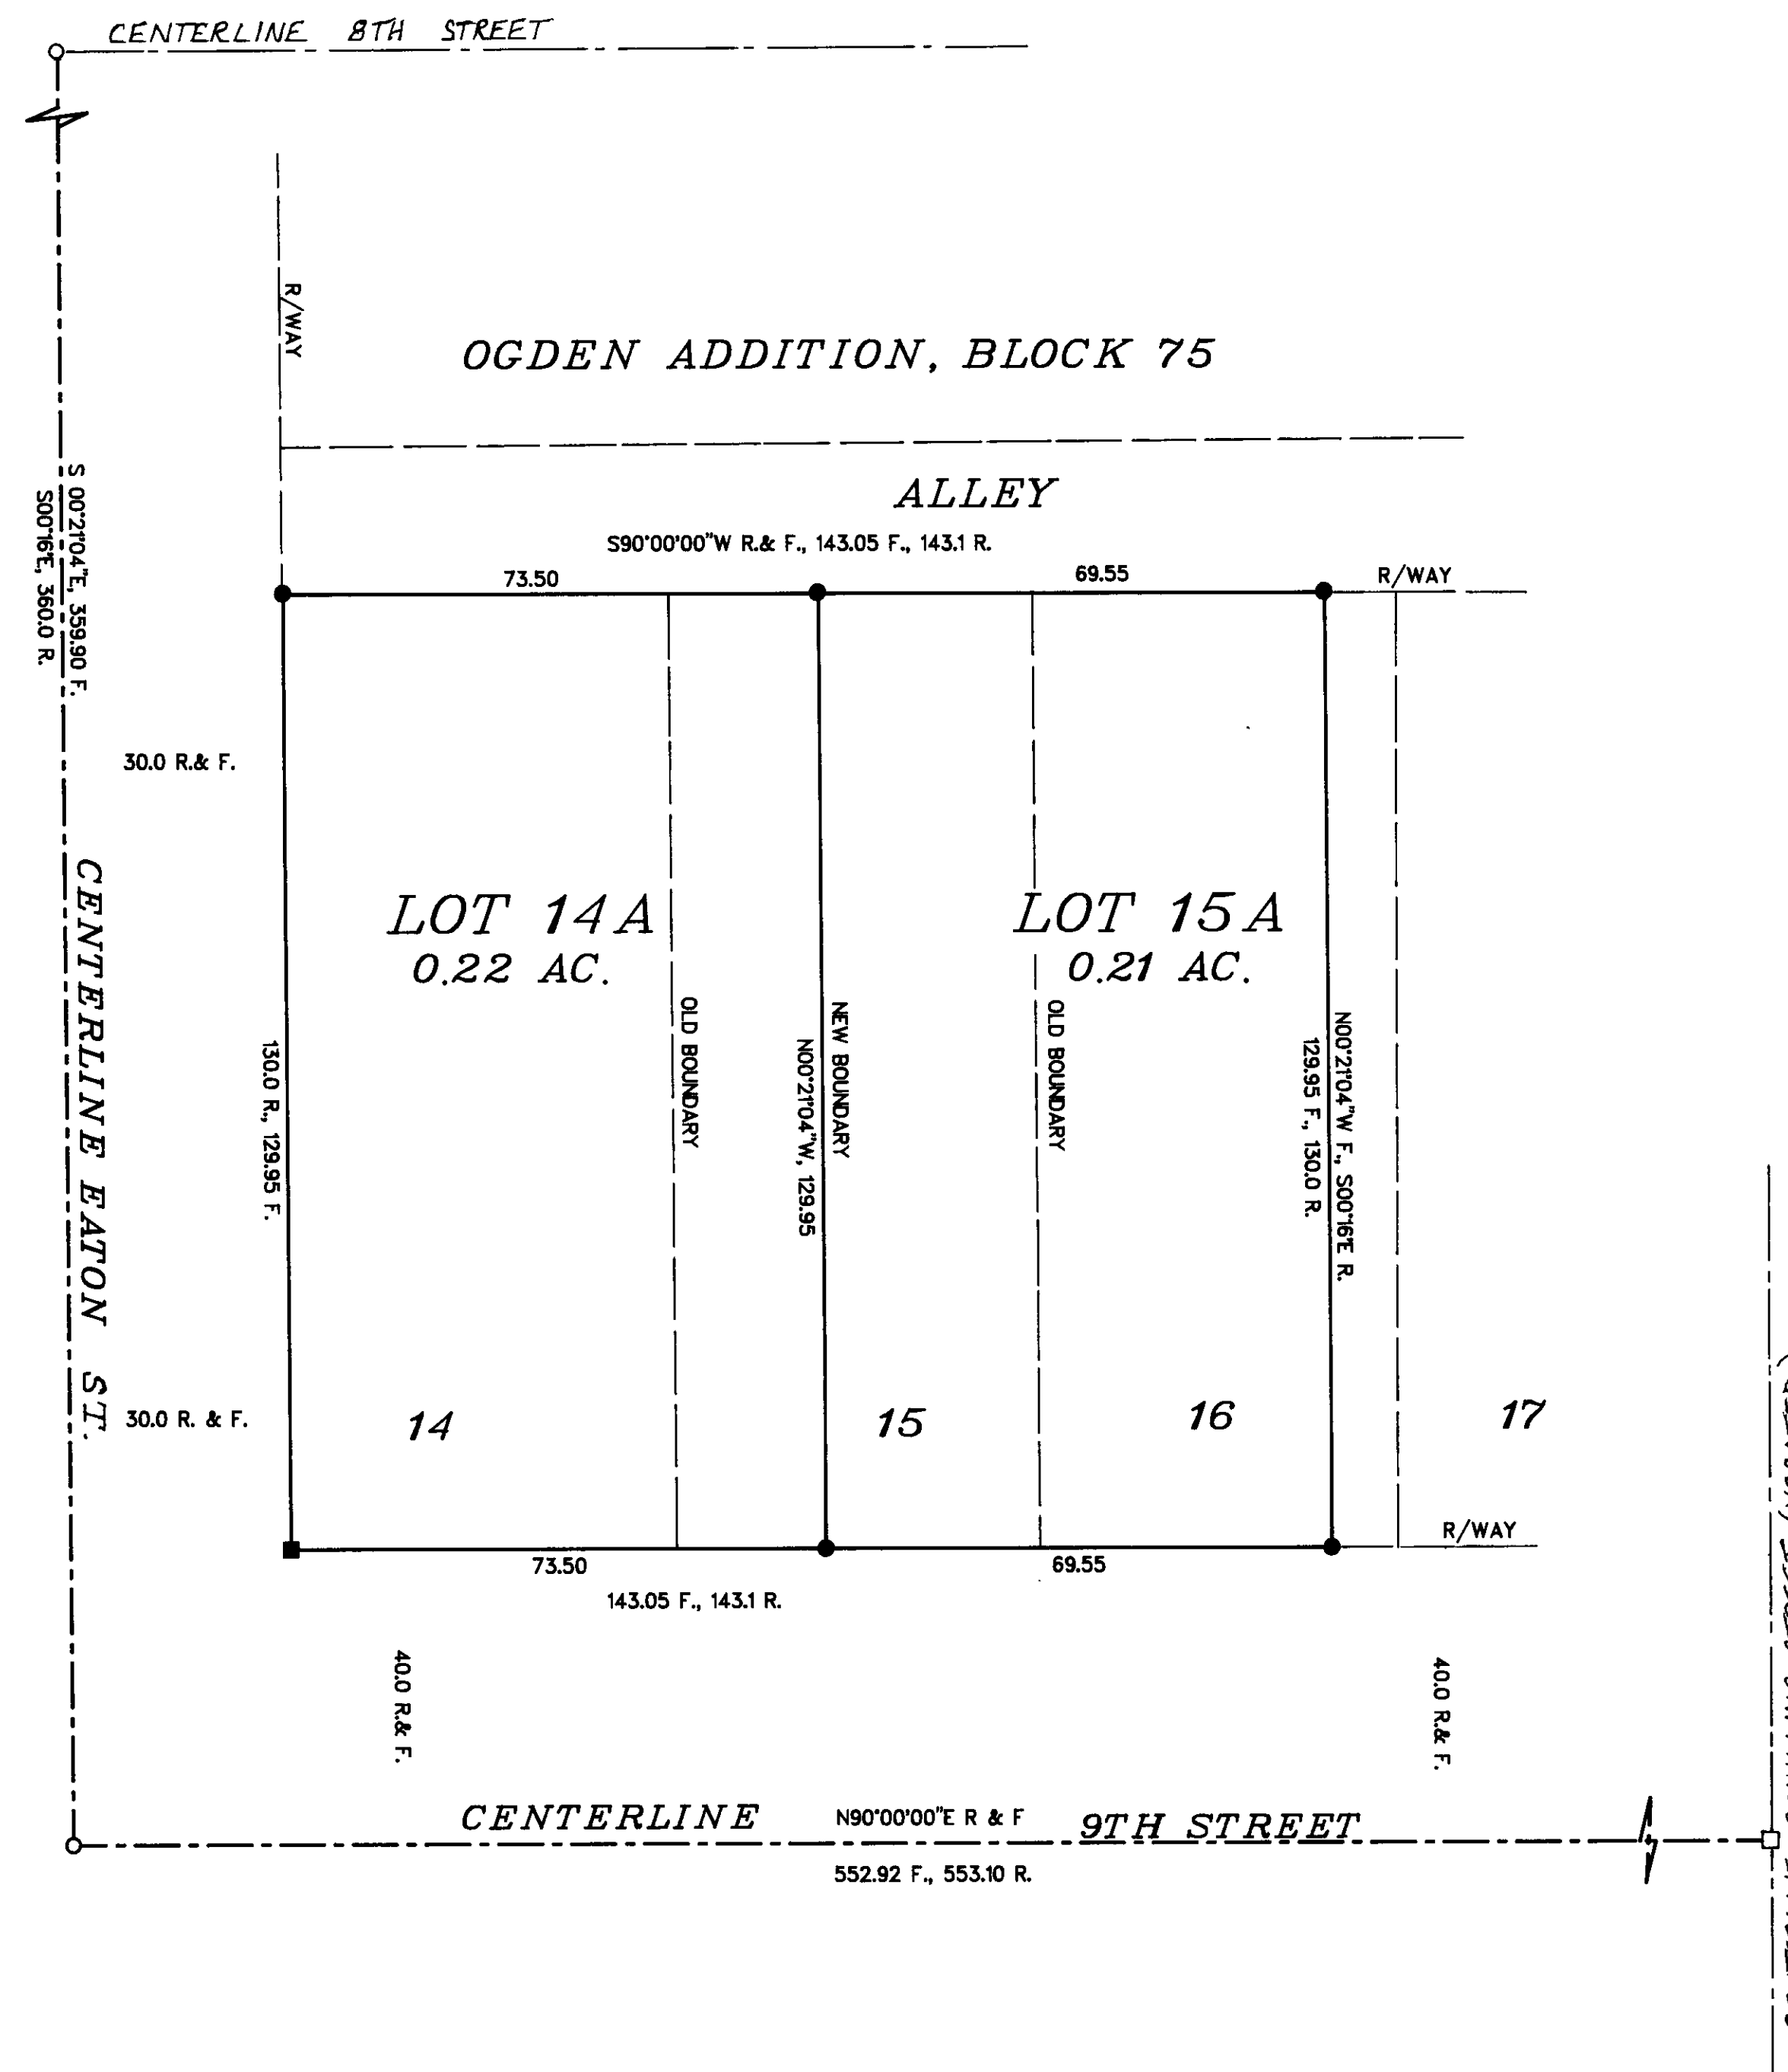 CENTERLINE 8TH STREET
R/WAY
OGDEN ADDITION, BLOCK 75
ALLEY
S90°00'00"W R.& F., 143.05 F., 143.1 R.
73.50
69.55
R/WAY
S 00°21'04"E, 359.90 F.
S00°16'E, 360.0 R.
30.0 R.& F.
CENTERLINE EATON ST.
LOT 14A
0.22 AC.
LOT 15A
0.21 AC.
130.0 R., 129.95 F.
OLD BOUNDARY
NEW BOUNDARY
N00°21'04"W, 129.95
OLD BOUNDARY
N00°21'04"W F., S00°16'E R.
129.95 F., 130.0 R.
30.0 R. & F.
14
15
16
17
R/WAY
73.50
69.55
143.05 F., 143.1 R.
40.0 R.& F.
40.0 R.& F.
CENTERLINE
N90°00'00"E R & F
9TH STREET
552.92 F., 553.10 R.